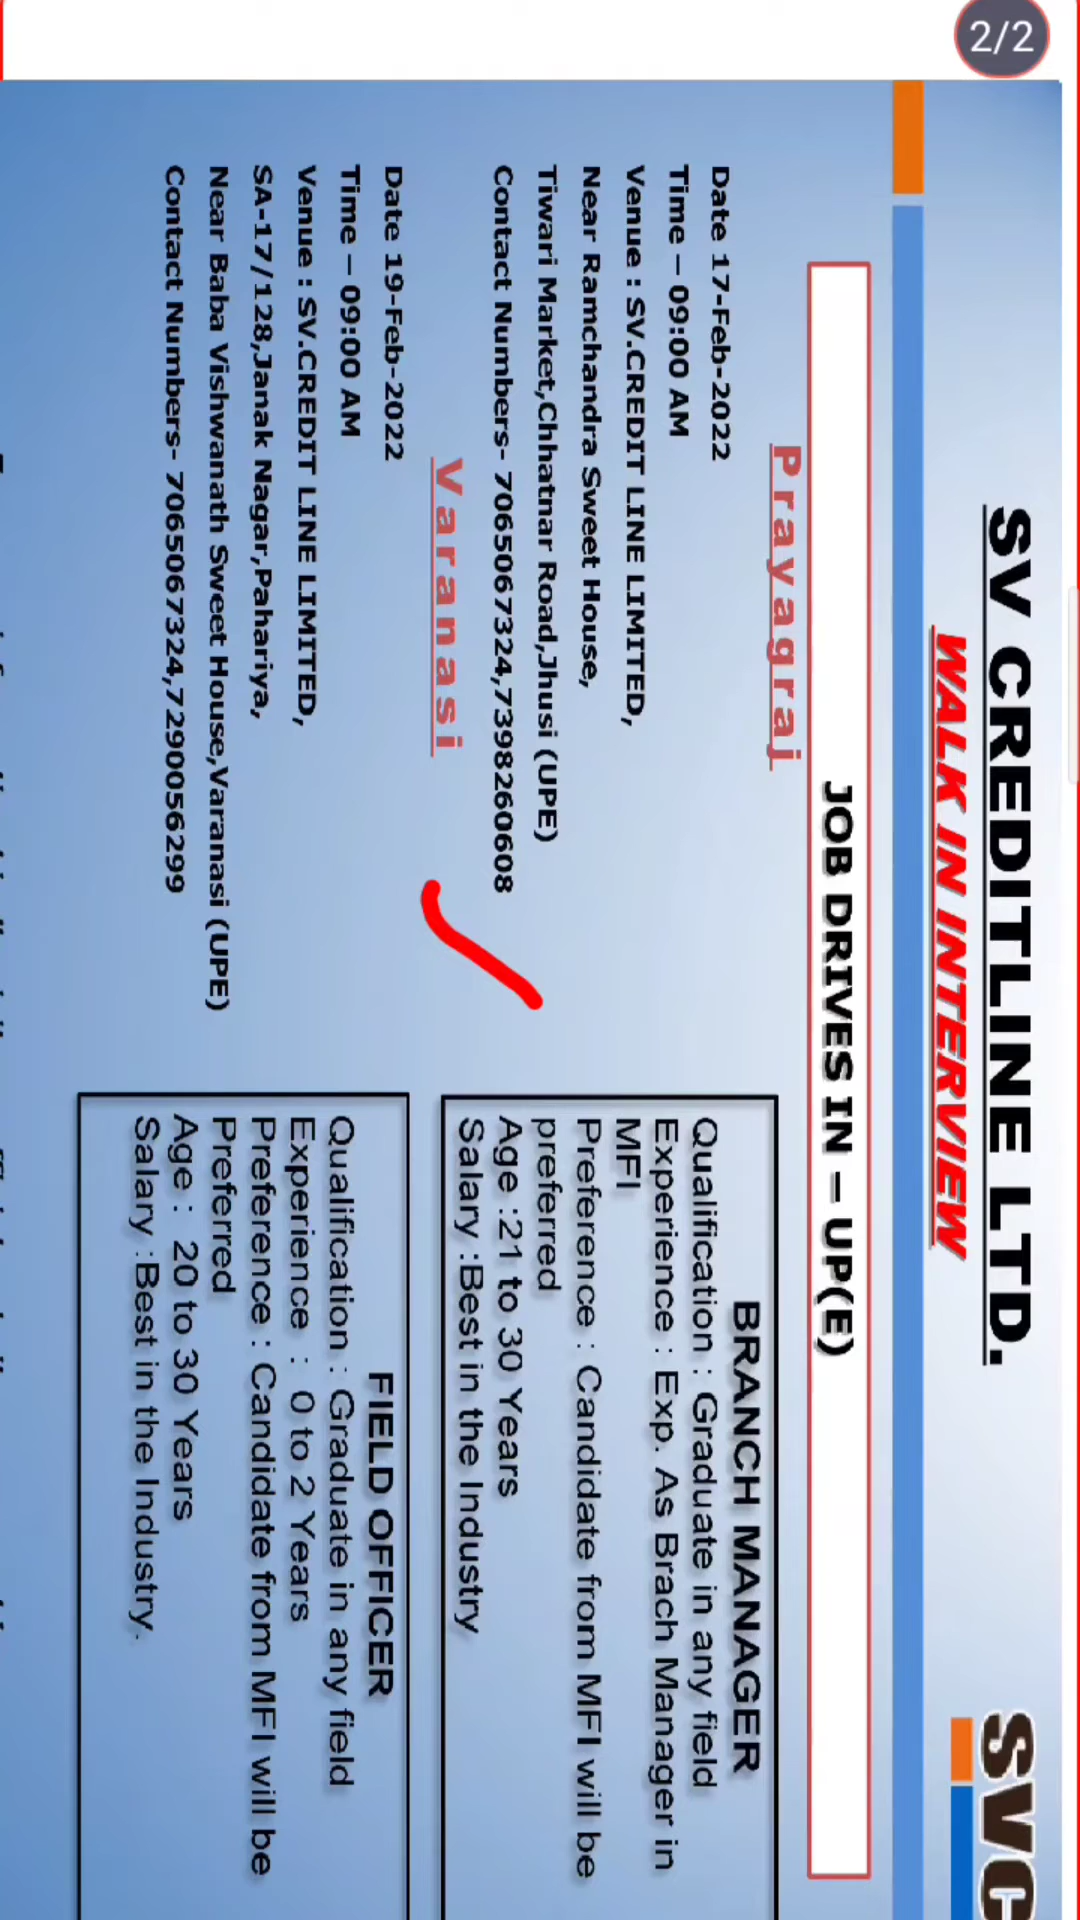 2/2
SV CREDITLINE LTD.
WALK IN INTERVIEW
SVC
JOB DRIVES IN – UP(E)
Prayagraj
Date 17-Feb-2022
Time – 09:00 AM
Venue : SV.CREDIT LINE LIMITED,
Near Ramchandra Sweet House,
Tiwari Market,Chhatnar Road,Jhusi (UPE)
Contact Numbers- 7065067324,7398260608
Varanasi
Date 19-Feb-2022
Time – 09:00 AM
Venue : SV.CREDIT LINE LIMITED,
SA-17/128,Janak Nagar,Pahariya,
Near Baba Vishwanath Sweet House,Varanasi (UPE)
Contact Numbers- 7065067324,7290056299
BRANCH MANAGER
Qualification : Graduate in any field
Experience : Exp. As Brach Manager in
MFI
Preference : Candidate from MFI will be
preferred
Age :21 to 30 Years
Salary :Best in the Industry
FIELD OFFICER
Qualification : Graduate in any field
Experience : 0 to 2 Years
Preference : Candidate from MFI will be
Preferred
Age : 20 to 30 Years
Salary :Best in the Industry.